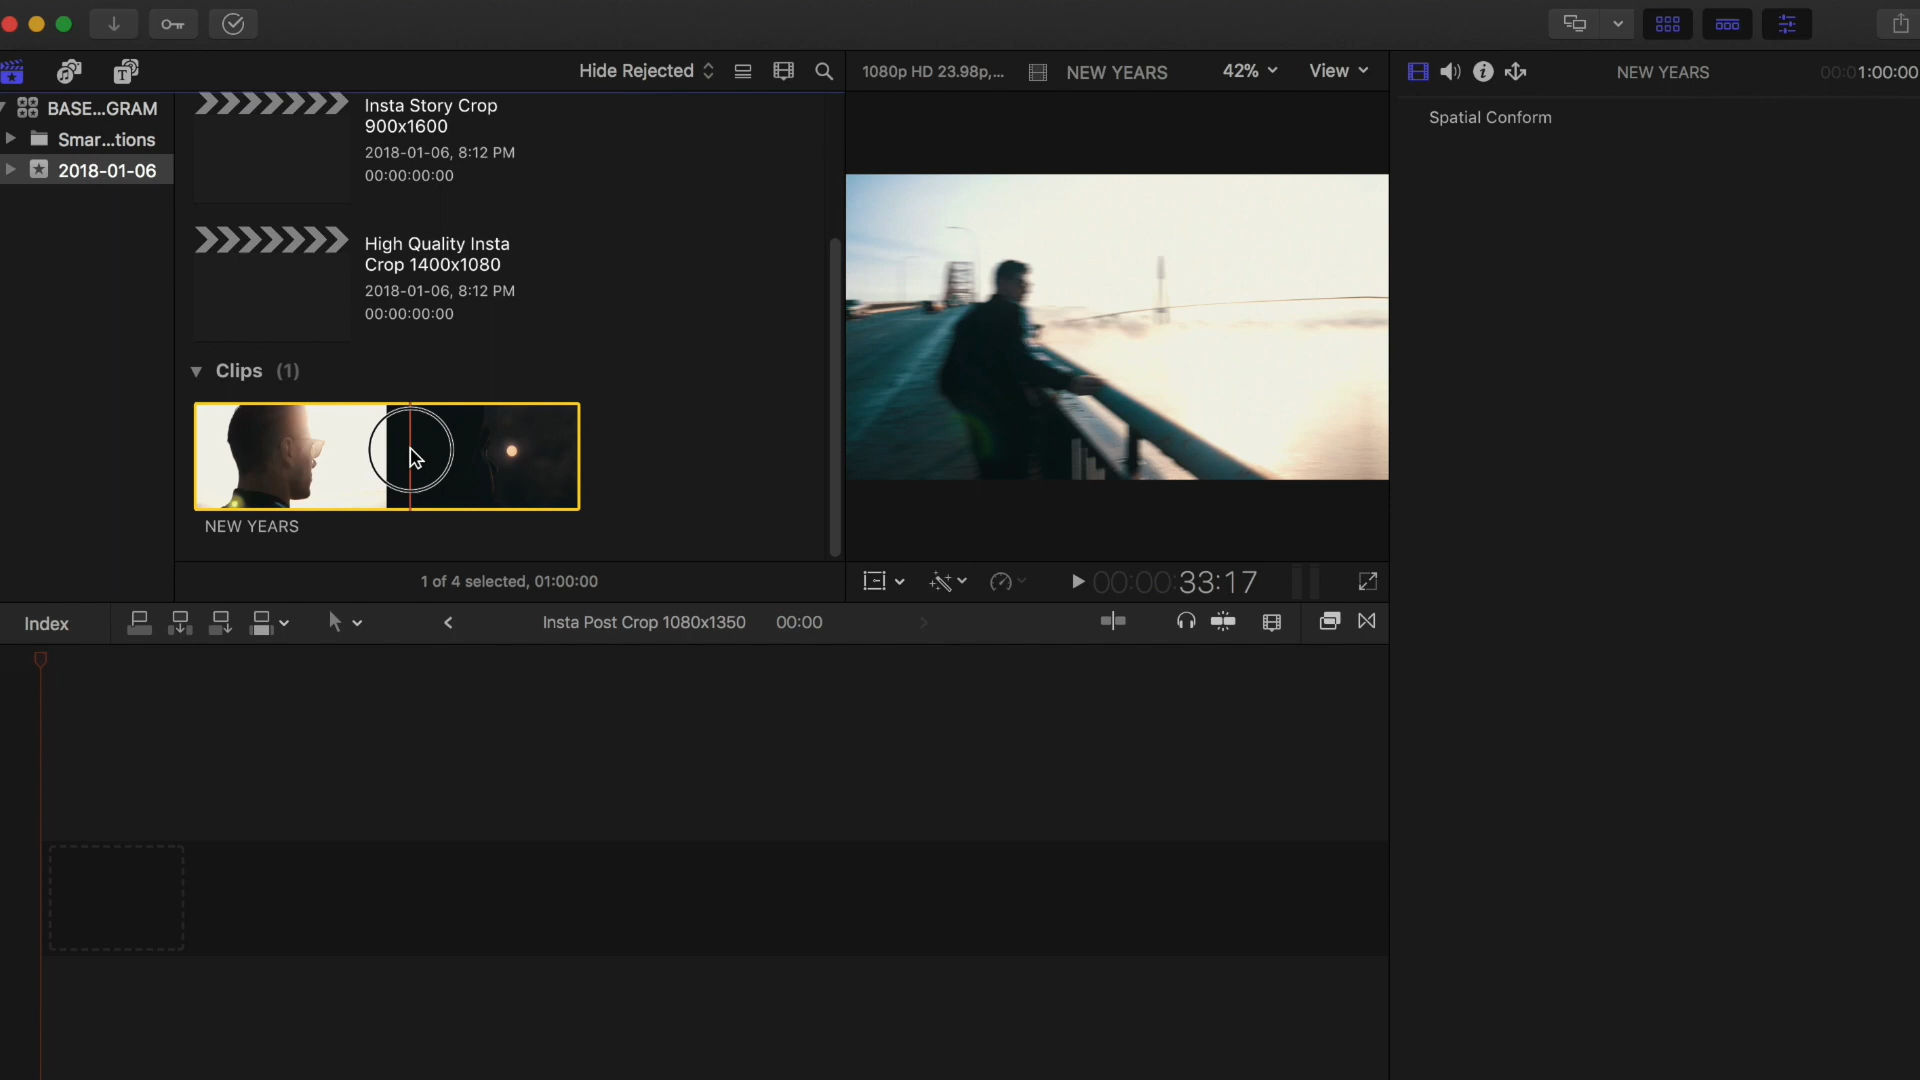 Hide Rejected
1080p HD 23.98p,...
NEW YEARS
42%
View
NEW YEARS
00:01:00:00
BASE...GRAM
Smar...tions
2018-01-06
Insta Story Crop
900x1600
2018-01-06, 8:12 PM
00:00:00:00
High Quality Insta
Crop 1400x1080
2018-01-06, 8:12 PM
00:00:00:00
Clips (1)
NEW YEARS
1 of 4 selected, 01:00:00
Spatial Conform
00:00:33:17
Index
Insta Post Crop 1080x1350
00:00